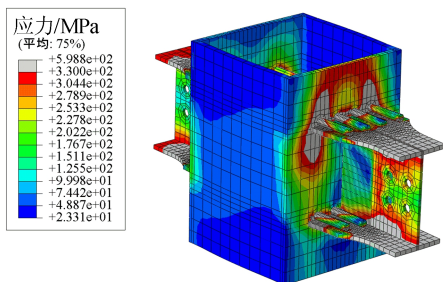 应力/MPa
(平均: 75%)
+5.988e+02
+3.300e+02
+3.044e+02
+2.789e+02
+2.533e+02
+2.278e+02
+2.022e+02
+1.767e+02
+1.511e+02
+1.255e+02
+9.998e+01
+7.442e+01
+4.887e+01
+2.331e+01